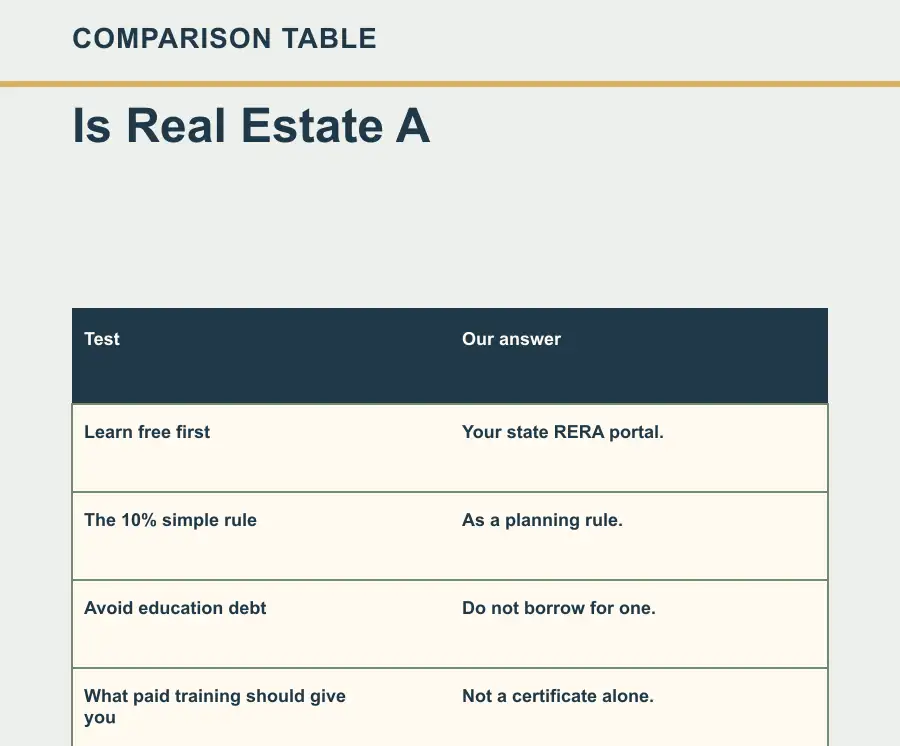 COMPARISON TABLE
Is Real Estate A
Test Our answer
Learn free first Your state RERA portal.
The 10% simple rule As a planning rule.
Avoid education debt Do not borrow for one.
What paid training should give Not a certificate alone.
you